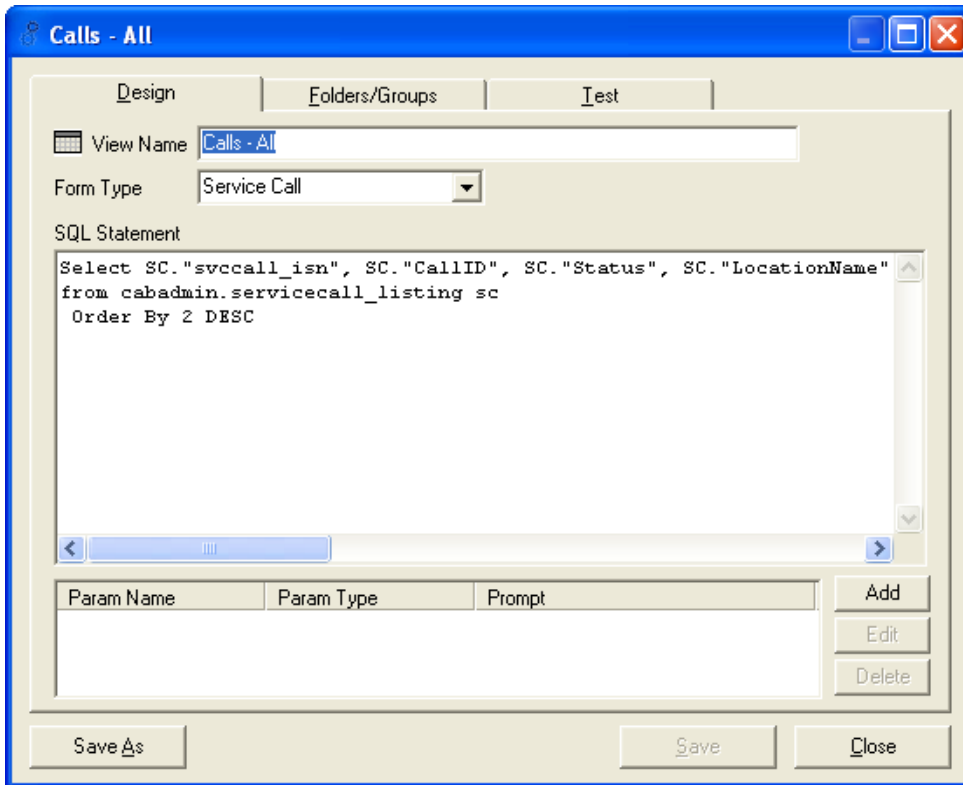 Calls - All
Design
Folders/Groups
Test
View Name
Calls - All
Form Type
Service Call
SQL Statement
Select SC."svccall_isn", SC."CallID", SC."Status", SC."LocationName"
from cabadmin.servicecall_listing sc
Order By 2 DESC
Param Name
Param Type
Prompt
Add
Edit
Delete
Save As
Save
Close